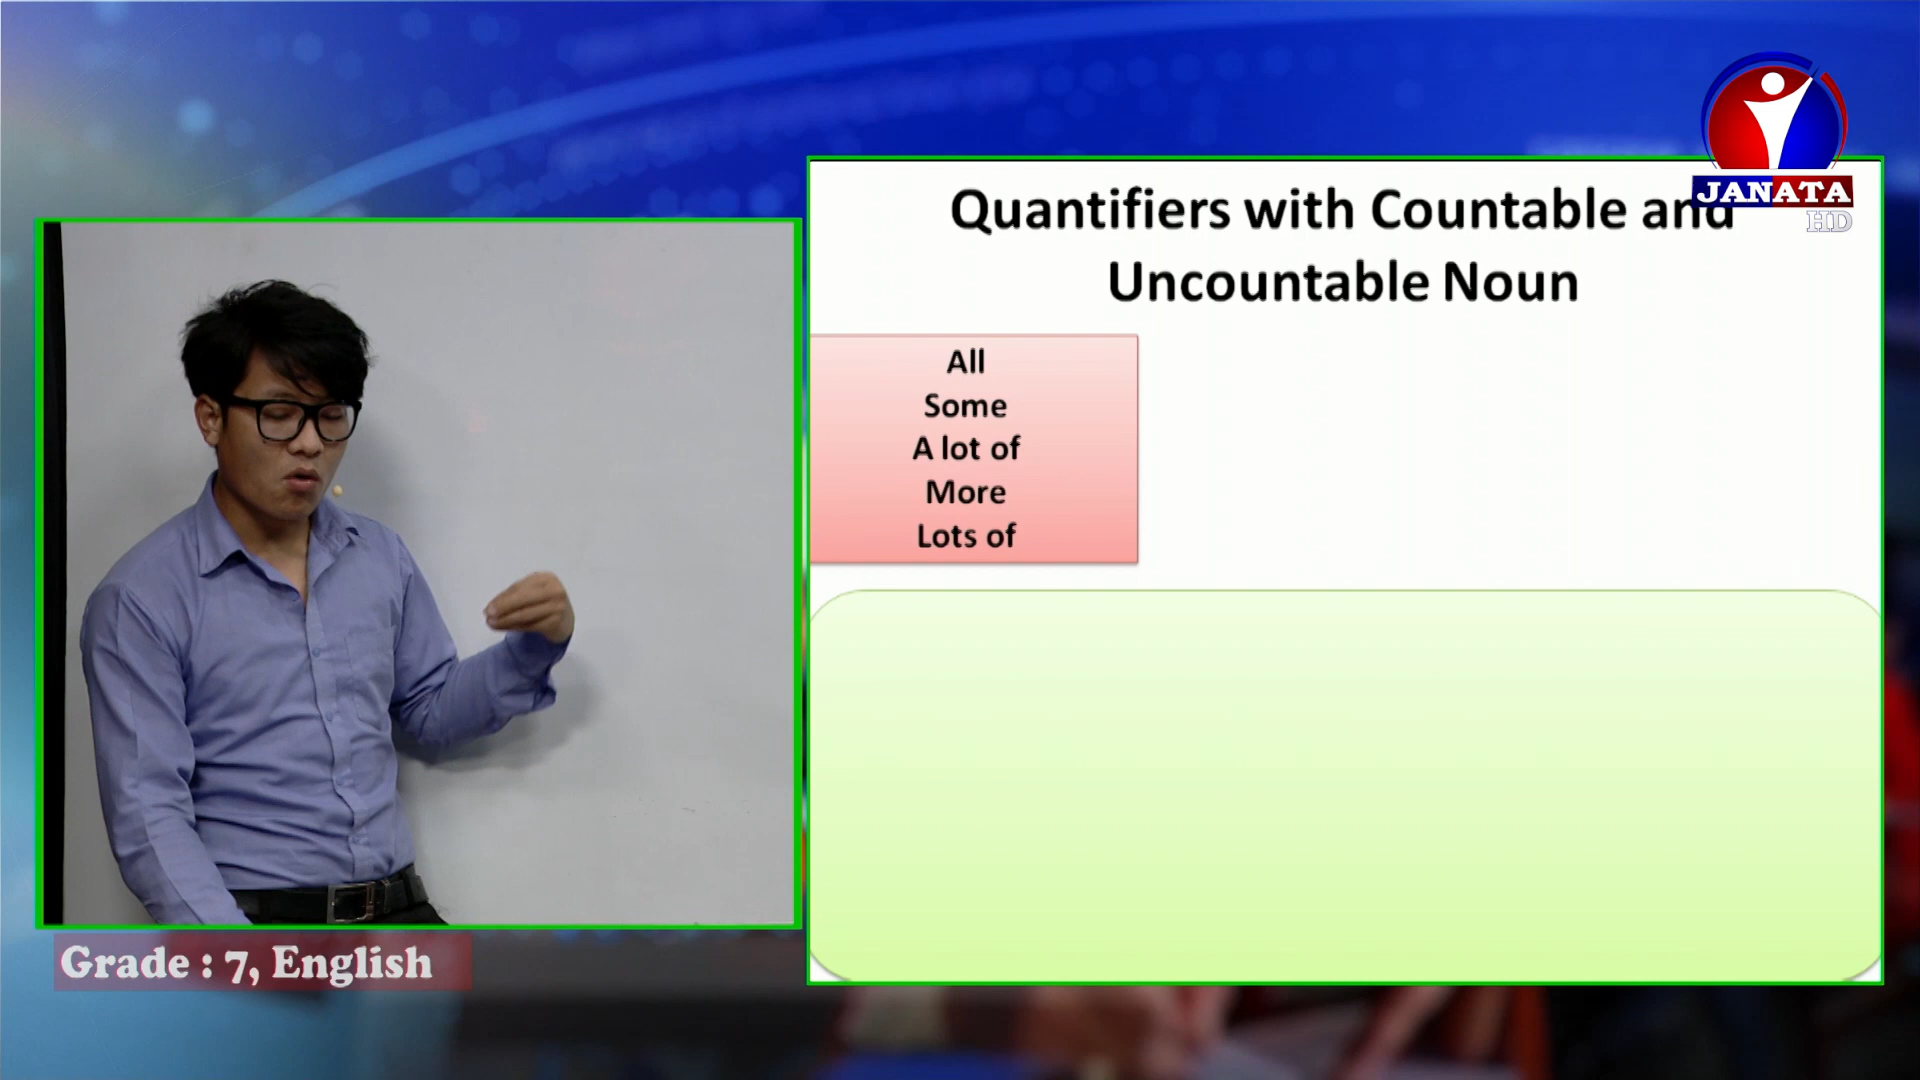 JANATA
HD
Quantifiers with Countable and
Uncountable Noun
All
Some
A lot of
More
Lots of
Grade : 7, English